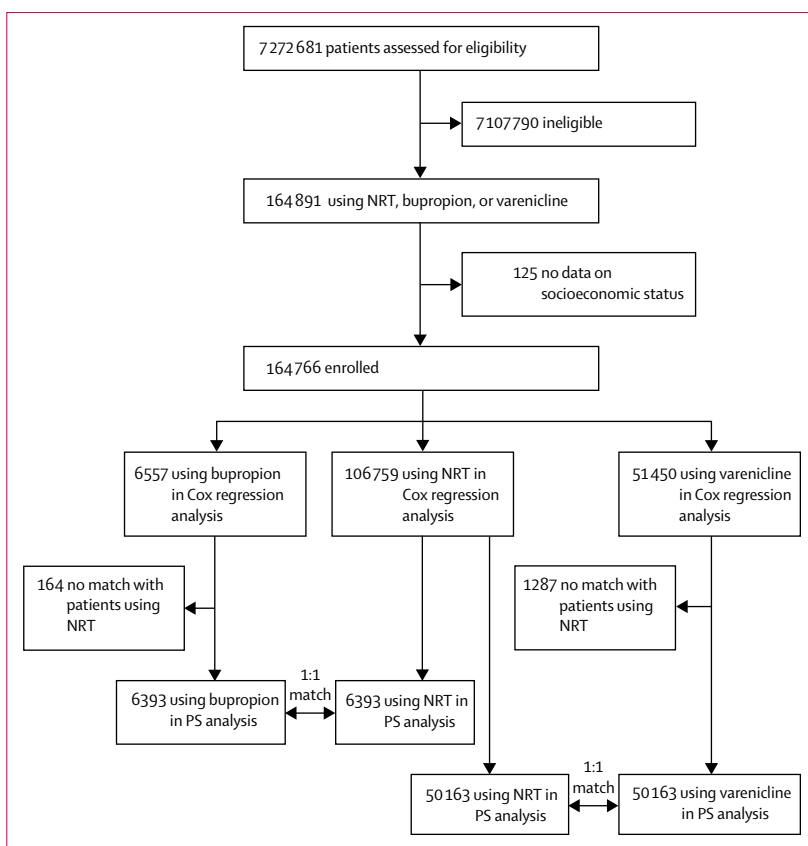 7272681 patients assessed for eligibility
7107790 ineligible
164891 using NRT, bupropion, or varenicline
125 no data on
socioeconomic status
164766 enrolled
6557 using bupropion
in Cox regression
analysis
106759 using NRT in
Cox regression
analysis
51450 using varenicline
in Cox regression
analysis
164 no match with
patients using
NRT
1287 no match with
patients using
NRT
6393 using bupropion
in PS analysis
1:1
match
6393 using NRT in
PS analysis
50163 using NRT in
PS analysis
1:1
match
50163 using varenicline
in PS analysis